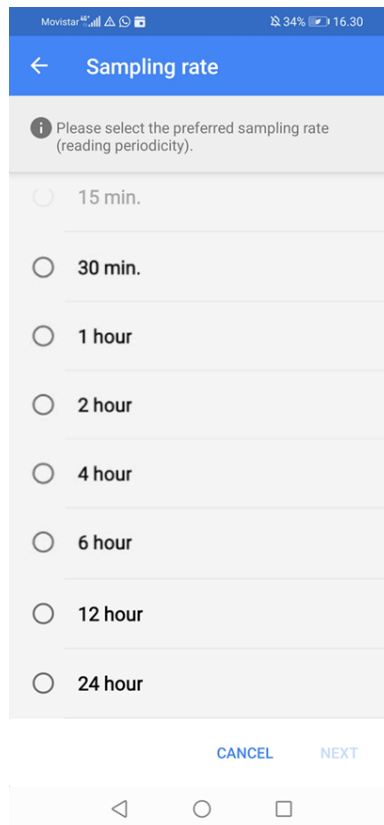 Movistar 34% 16.30
Sampling rate
Please select the preferred sampling rate
(reading periodicity).
15 min.
30 min.
1 hour
2 hour
4 hour
6 hour
12 hour
24 hour
CANCEL NEXT